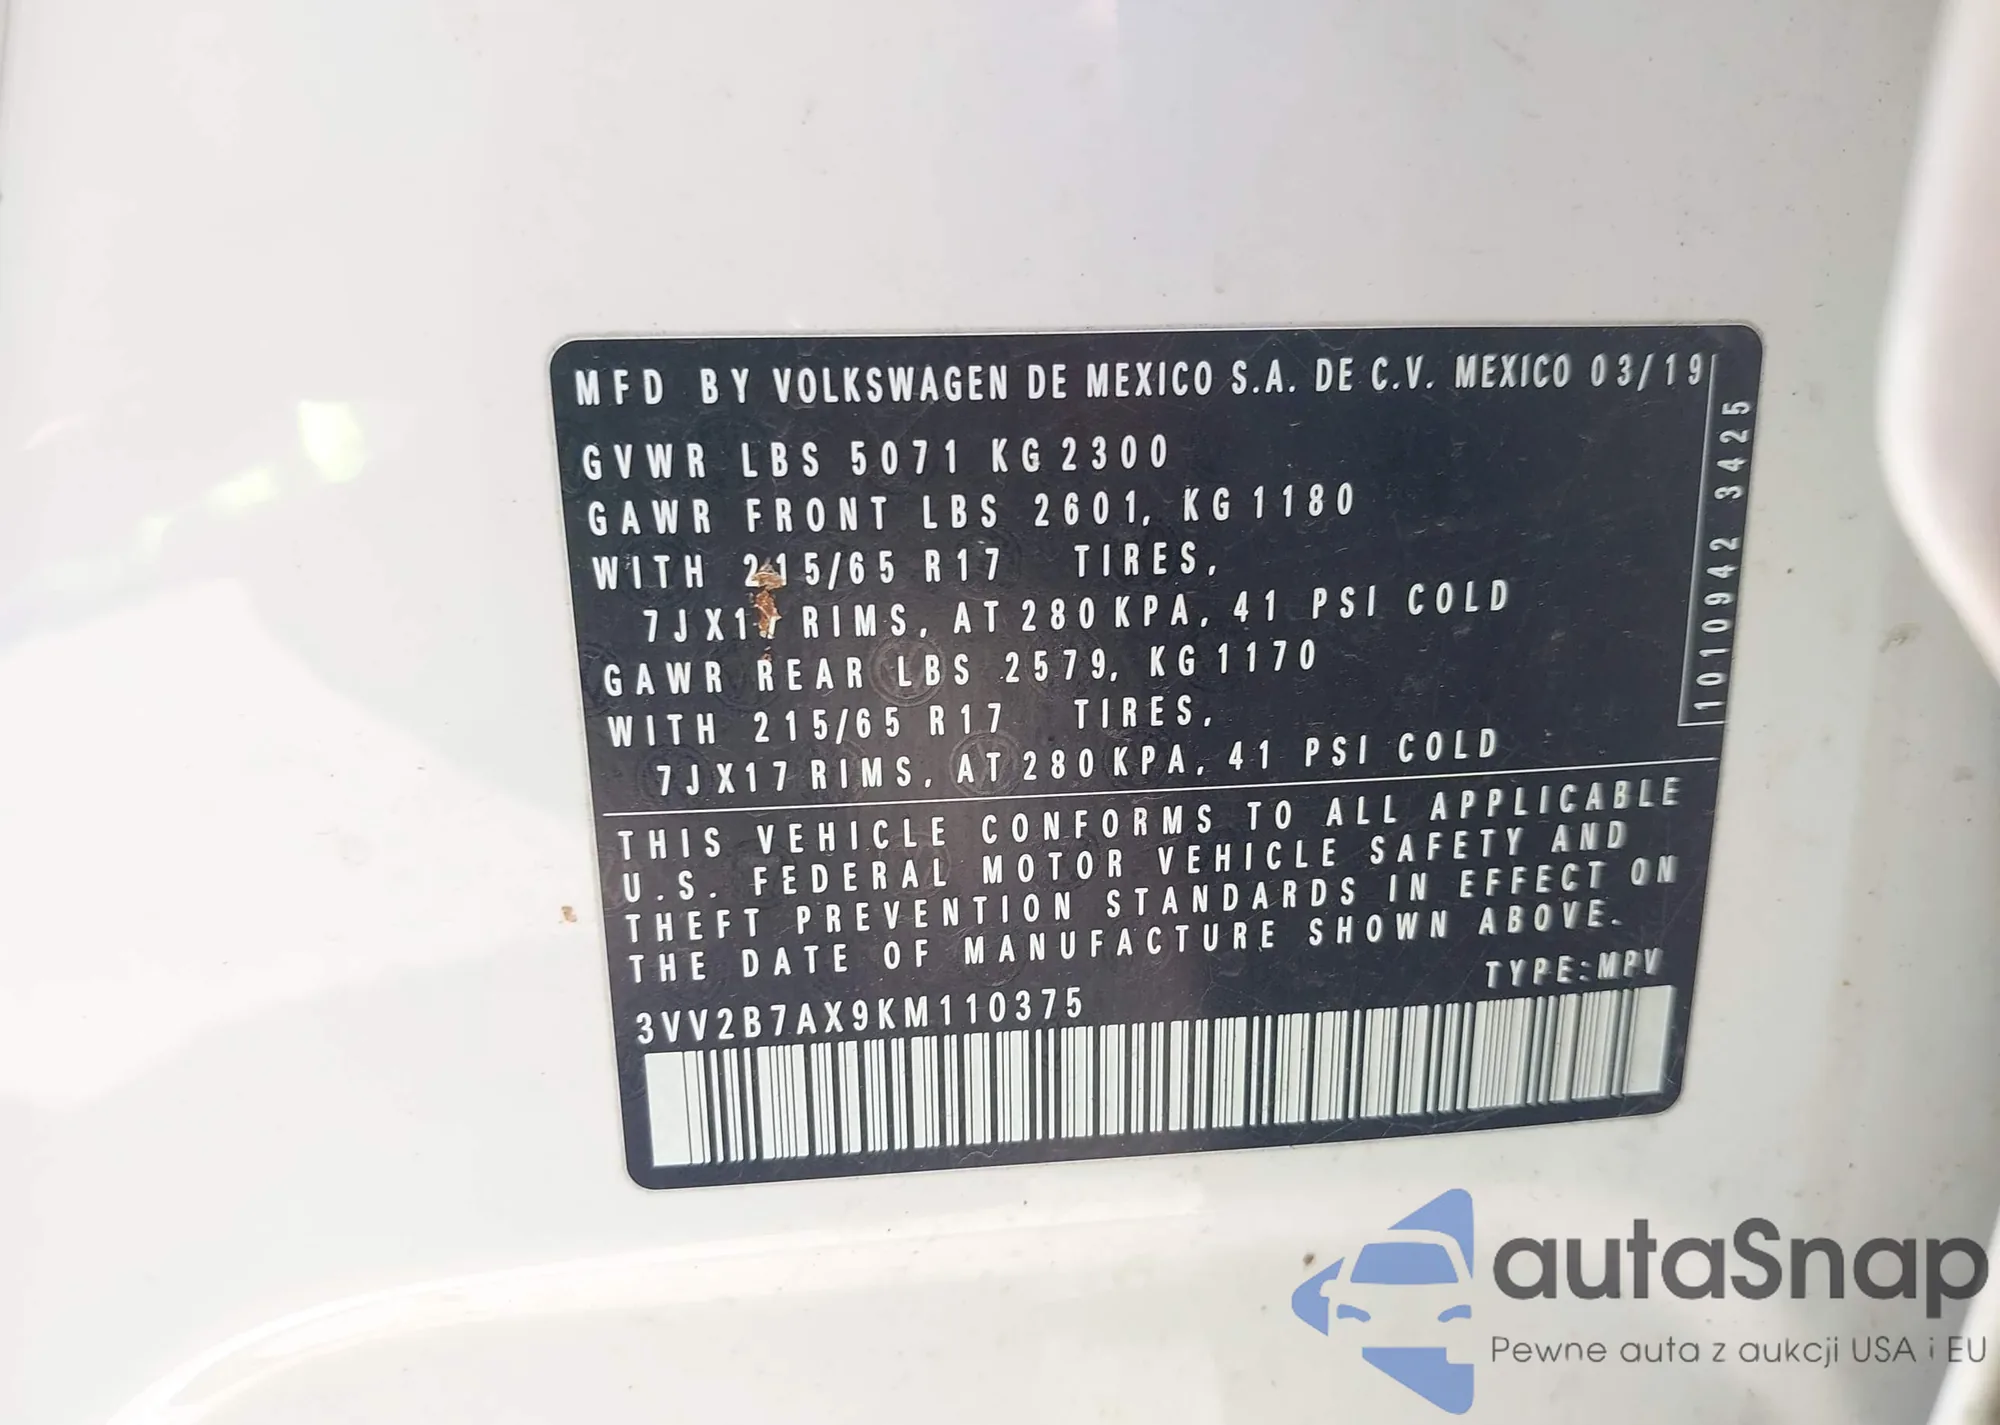 MFD BY VOLKSWAGEN DE MEXICO S.A. DE C.V. MEXICO 03/19
GVWR LBS 5071 KG 2300
GAWR FRONT LBS 2601, KG 1180
WITH 215/65 R17 TIRES,
7JX17 RIMS, AT 280 KPA, 41 PSI COLD
GAWR REAR LBS 2579, KG 1170
WITH 215/65 R17 TIRES,
7JX17 RIMS, AT 280 KPA, 41 PSI COLD
THIS VEHICLE CONFORMS TO ALL APPLICABLE
U.S. FEDERAL MOTOR VEHICLE SAFETY AND
THEFT PREVENTION STANDARDS IN EFFECT ON
THE DATE OF MANUFACTURE SHOWN ABOVE.
TYPE:MPV
3VV2B7AX9KM110375
1010942 3425
autaSnap
Pewne auta z aukcji USA i EU